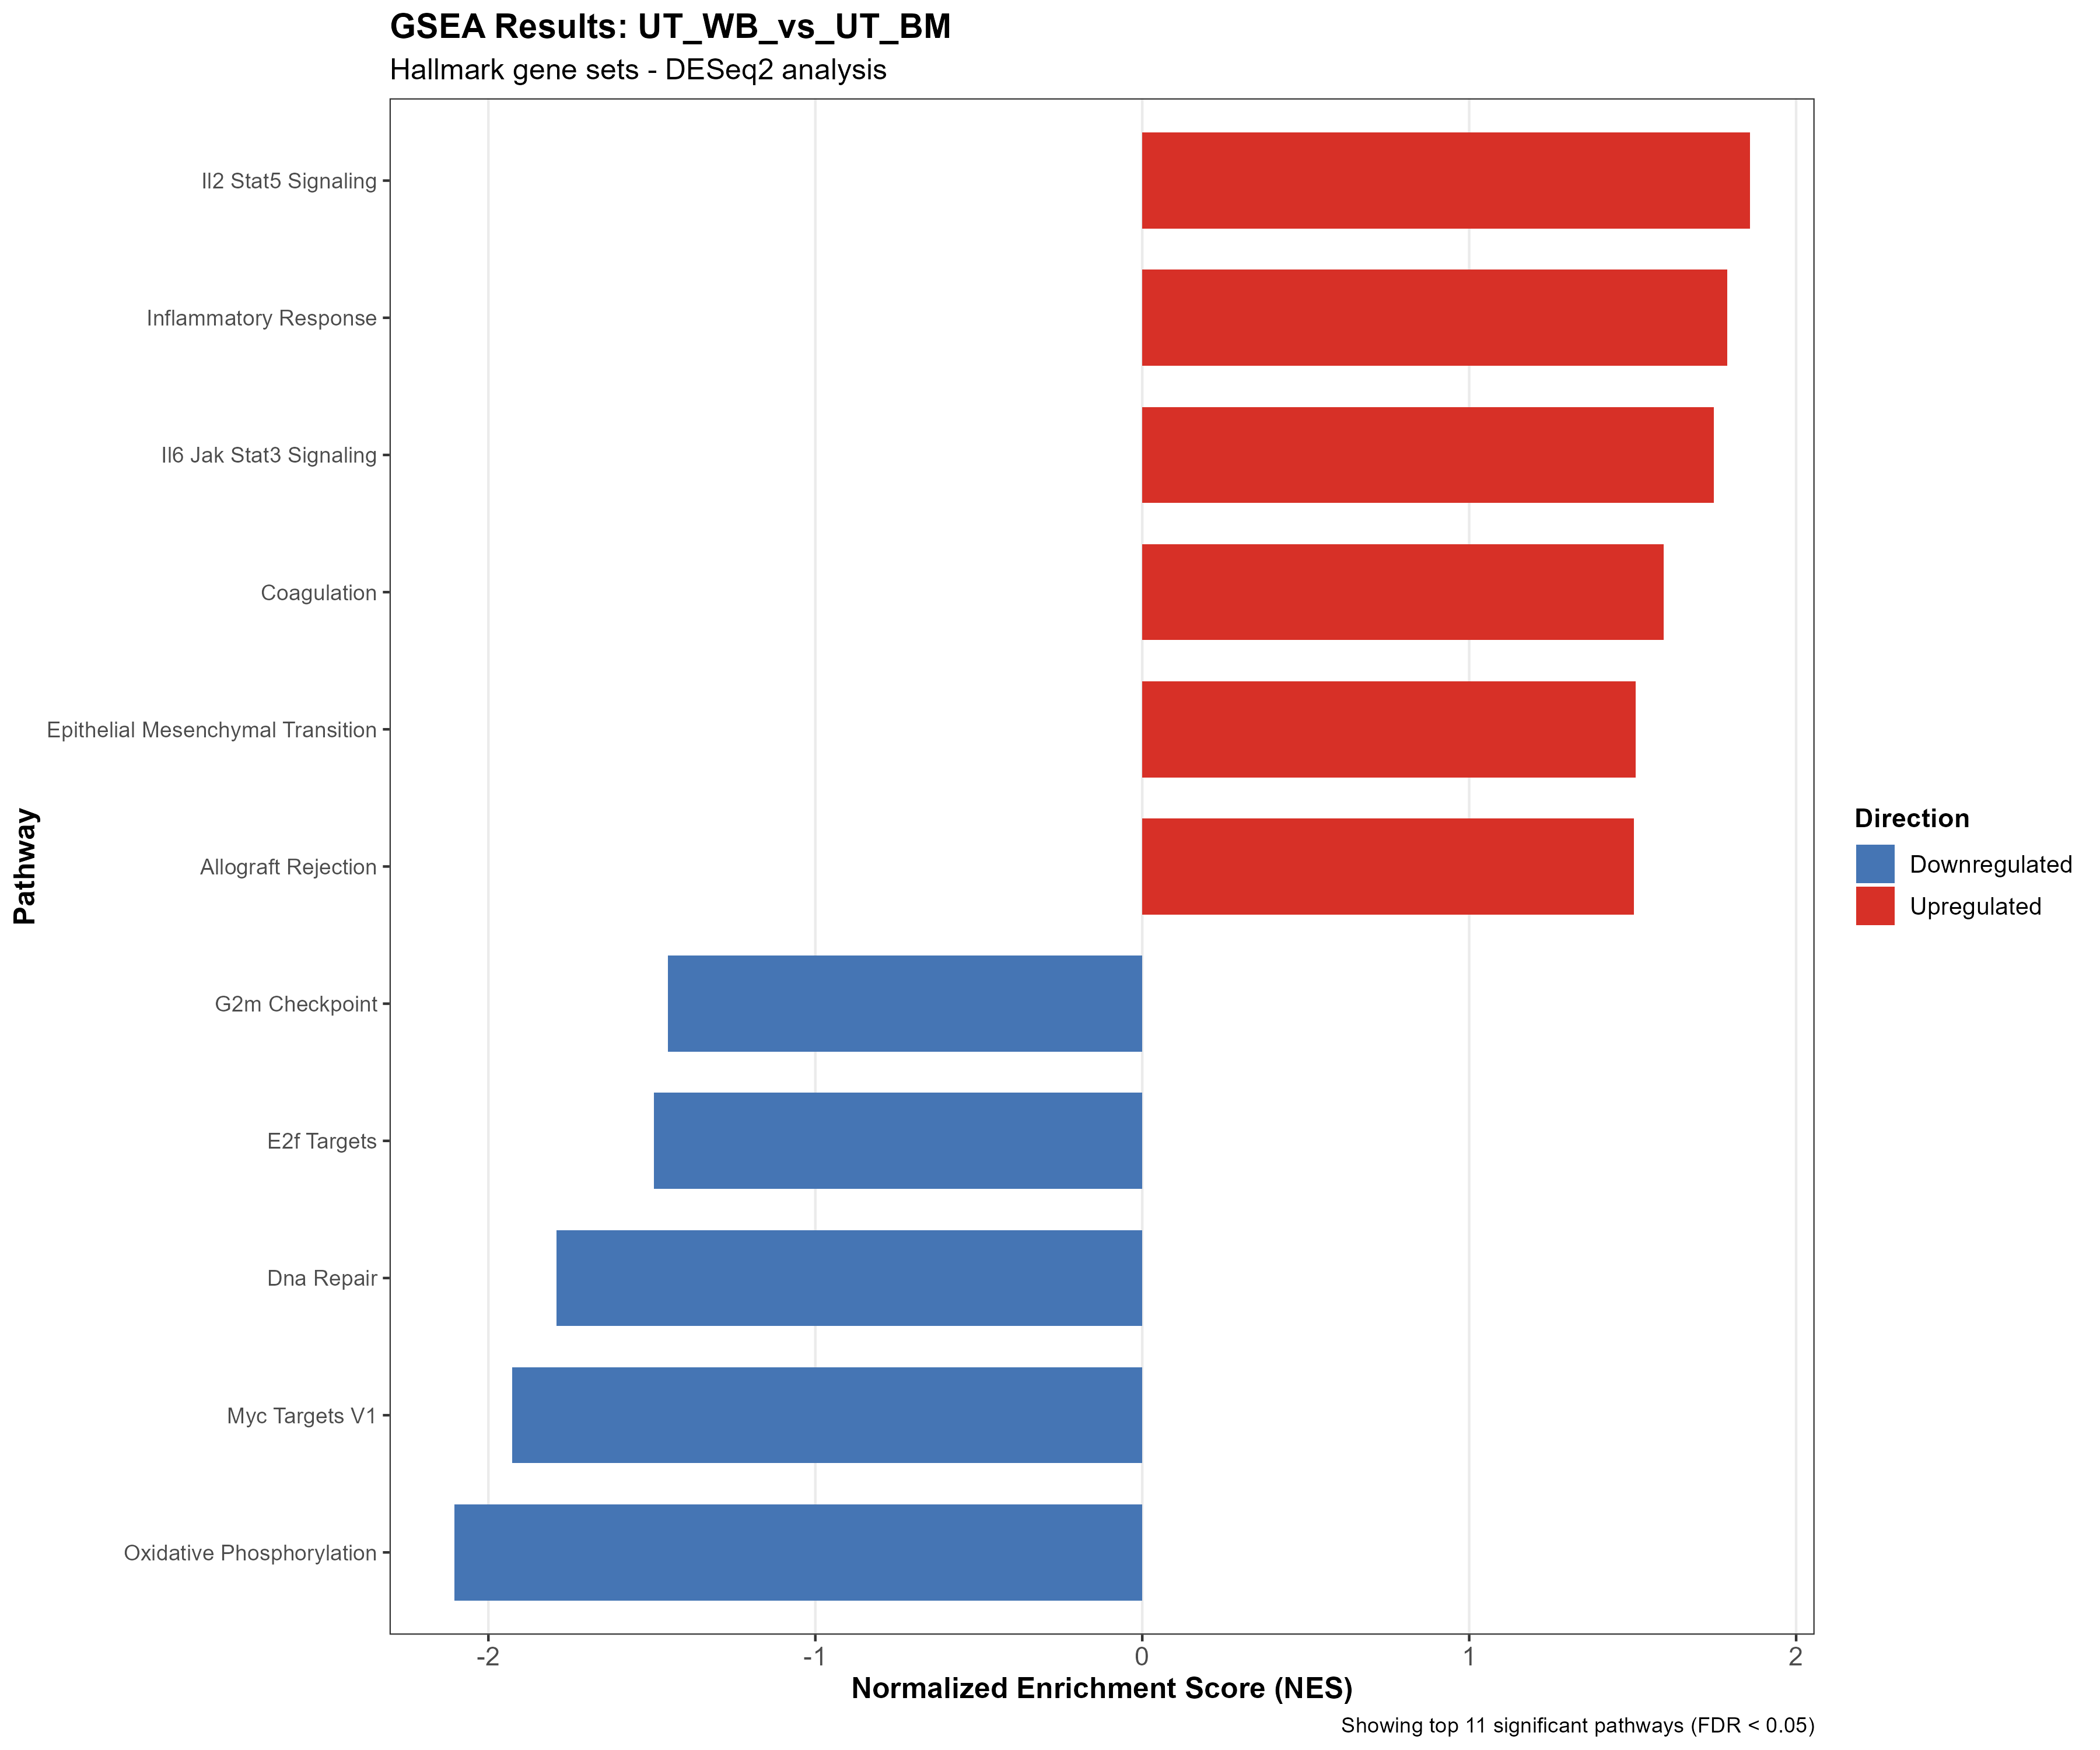 GSEA Results: UT_WB_vs_UT_BM
Hallmark gene sets - DESeq2 analysis
Il2 Stat5 Signaling
Inflammatory Response
Il6 Jak Stat3 Signaling
Coagulation
Epithelial Mesenchymal Transition
Allograft Rejection
G2m Checkpoint
E2f Targets
Dna Repair
Myc Targets V1
Oxidative Phosphorylation
Pathway
-2 -1 0 1 2
Normalized Enrichment Score (NES)
Showing top 11 significant pathways (FDR < 0.05)
Direction
Downregulated
Upregulated